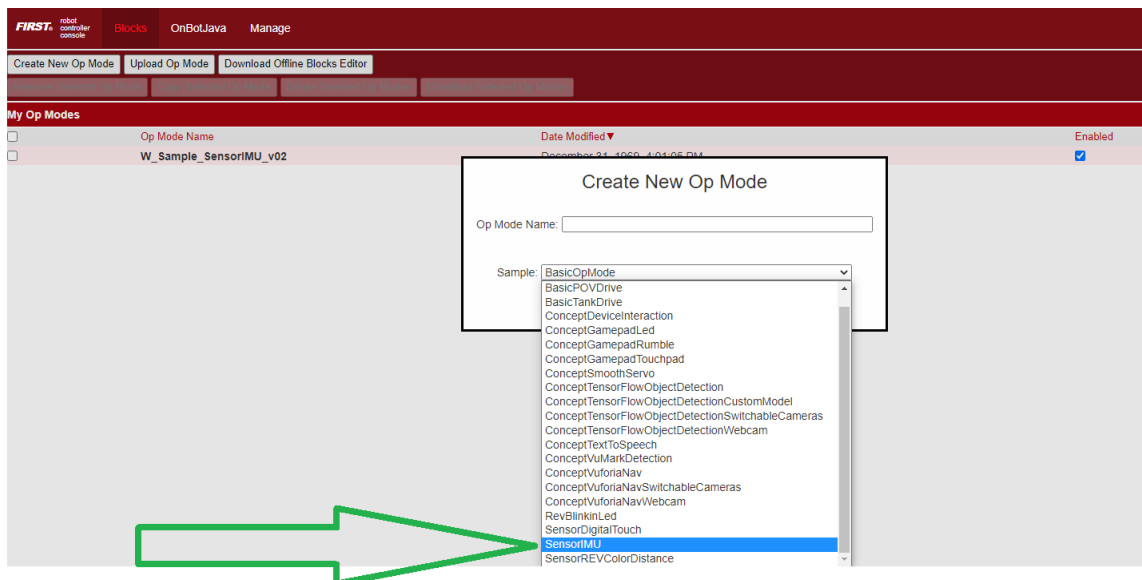 FIRST® robot controller console Blocks OnBotJava Manage
Create New Op Mode Upload Op Mode Download Offline Blocks Editor
My Op Modes
Op Mode Name Date Modified▼ Enabled
W_Sample_SensorIMU_v02 December 31, 1969, 4:01:05 PM
Create New Op Mode
Op Mode Name:
Sample: BasicOpMode
BasicPOVDrive
BasicTankDrive
ConceptDeviceInteraction
ConceptGamepadLed
ConceptGamepadRumble
ConceptGamepadTouchpad
ConceptSmoothServo
ConceptTensorFlowObjectDetection
ConceptTensorFlowObjectDetectionCustomModel
ConceptTensorFlowObjectDetectionSwitchableCameras
ConceptTensorFlowObjectDetectionWebcam
ConceptTextToSpeech
ConceptVuMarkDetection
ConceptVuforiaNav
ConceptVuforiaNavSwitchableCameras
ConceptVuforiaNavWebcam
RevBlinkinLed
SensorDigitalTouch
SensorIMU
SensorREVColorDistance